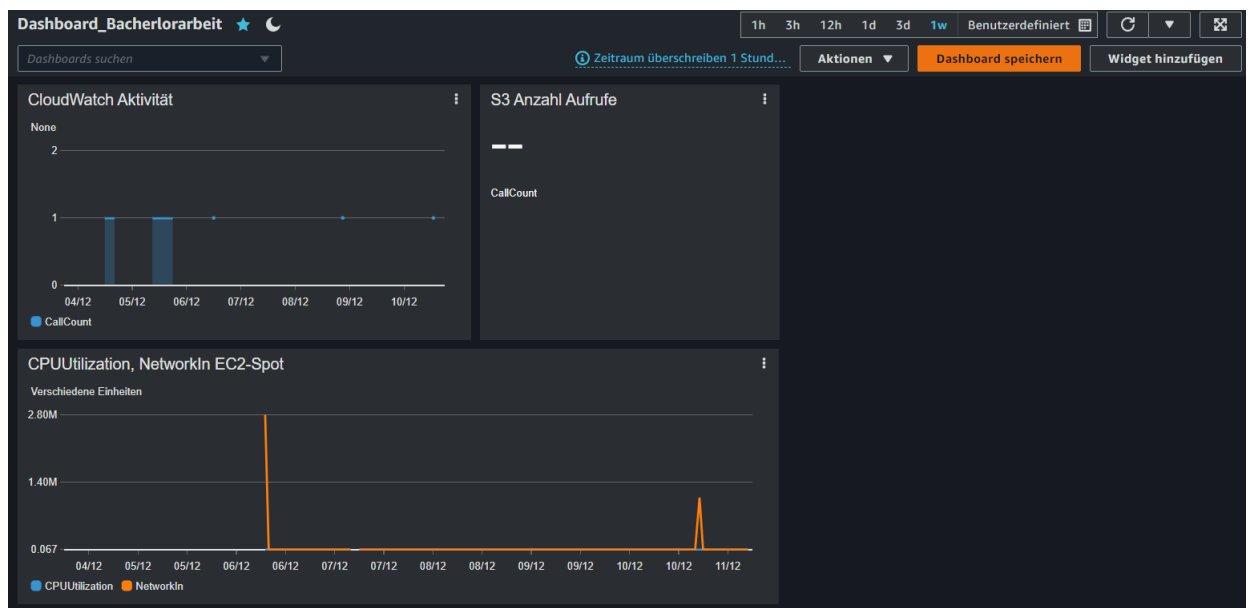 Dashboard_Bacherlorarbeit
1h 3h 12h 1d 3d 1w Benutzerdefiniert
Dashboards suchen
Zeitraum überschreiben 1 Stund...
Aktionen
Dashboard speichern
Widget hinzufügen
CloudWatch Aktivität
None
2
1
0
04/12 05/12 06/12 07/12 08/12 09/12 10/12
CallCount
S3 Anzahl Aufrufe
--
CallCount
CPUUtilization, NetworkIn EC2-Spot
Verschiedene Einheiten
2.80M
1.40M
0.067
04/12 05/12 05/12 06/12 06/12 07/12 07/12 08/12 08/12 09/12 09/12 10/12 10/12 11/12
CPUUtilization NetworkIn